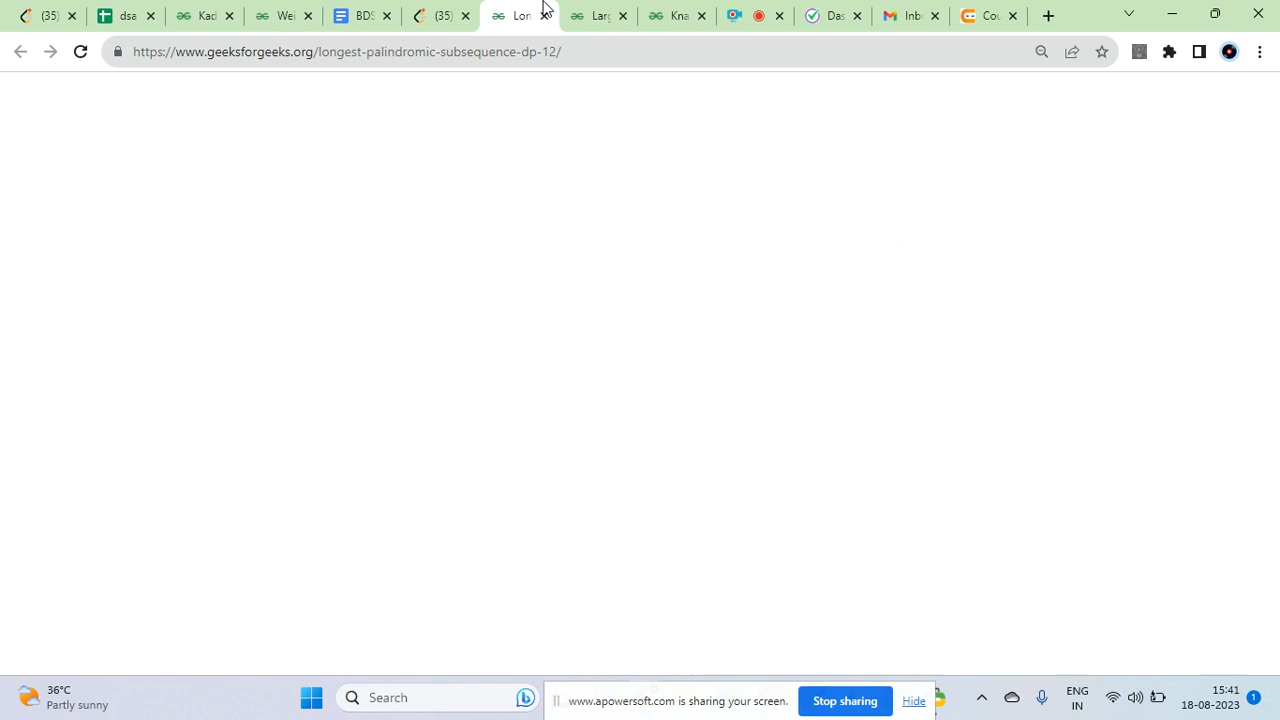 (35) dsa Kad Wei BDS (35) Lon Larg Kna Das Inb Cou
https://www.geeksforgeeks.org/longest-palindromic-subsequence-dp-12/
36°C
Partly sunny
Search
www.apowersoft.com is sharing your screen.
Stop sharing
Hide
ENG
IN
15:41
18-08-2023
1